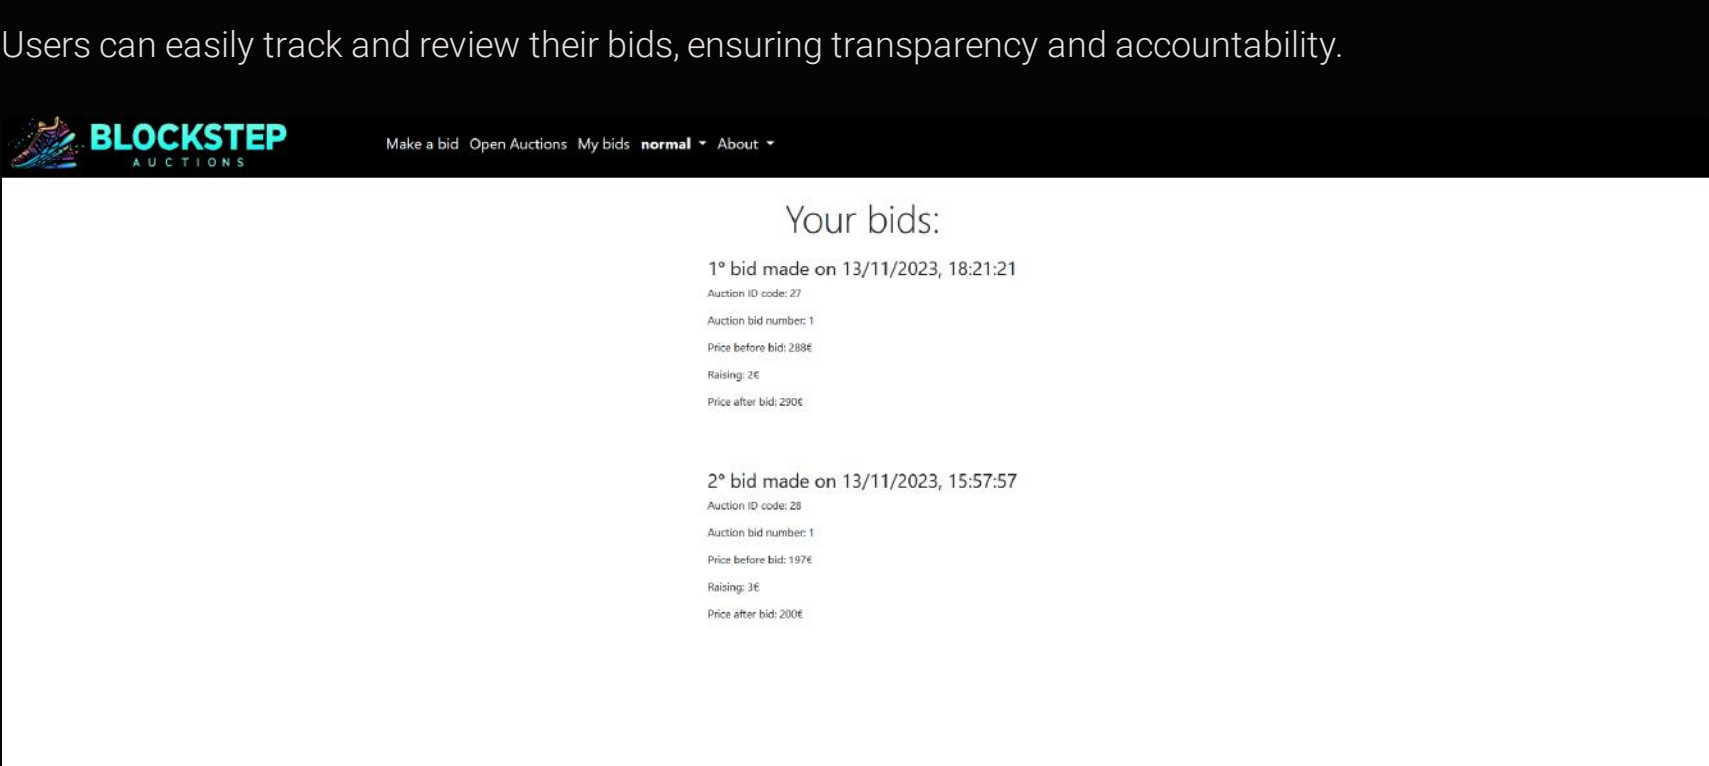 Users can easily track and review their bids, ensuring transparency and accountability.
BLOCKSTEP
AUCTIONS
Make a bid Open Auctions My bids normal About
Your bids:
1° bid made on 13/11/2023, 18:21:21
Auction ID code: 27
Auction bid number: 1
Price before bid: 288€
Raising: 2€
Price after bid: 290€
2° bid made on 13/11/2023, 15:57:57
Auction ID code: 28
Auction bid number: 1
Price before bid: 197€
Raising: 3€
Price after bid: 200€